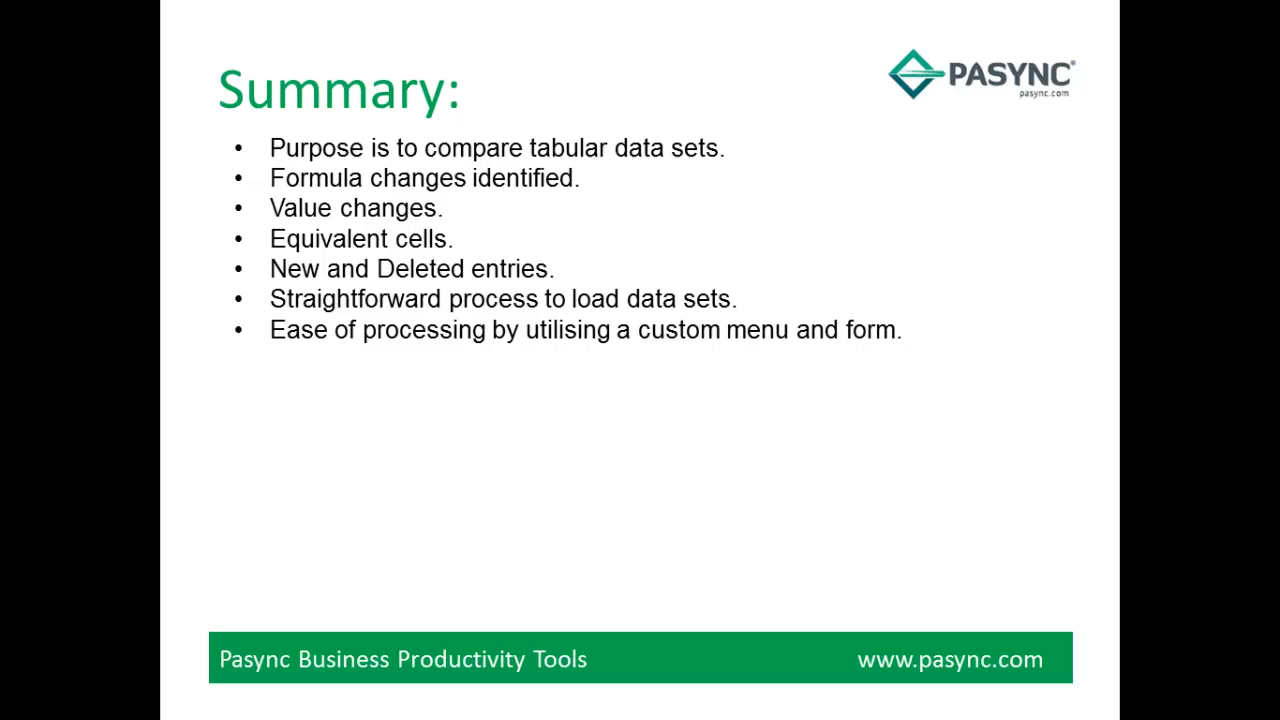 Summary:
PASYNC®
pasync.com
• Purpose is to compare tabular data sets.
• Formula changes identified.
• Value changes.
• Equivalent cells.
• New and Deleted entries.
• Straightforward process to load data sets.
• Ease of processing by utilising a custom menu and form.
Pasync Business Productivity Tools
www.pasync.com